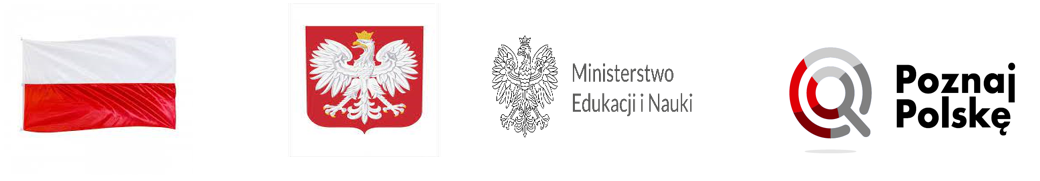 Ministerstwo
Edukacji i Nauki
Poznaj
Polskę